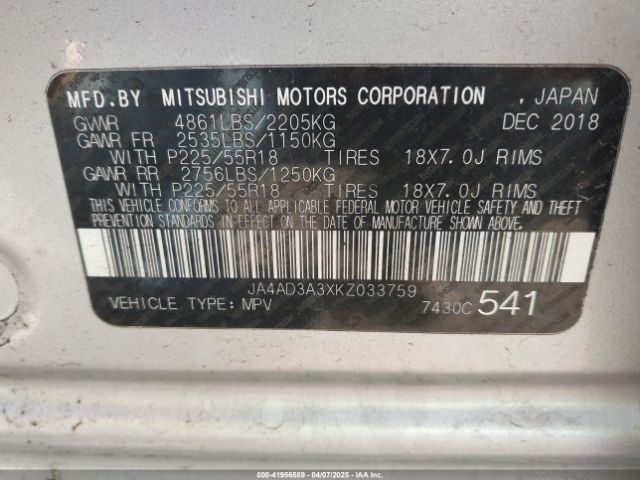 MFD.BY MITSUBISHI MOTORS CORPORATION , JAPAN
GVWR 4861LBS/2205KG DEC 2018
GAWR FR 2535LBS/1150KG
WITH P225/55R18 TIRES 18X7.0J RIMS
GAWR RR 2756LBS/1250KG
WITH P225/55R18 TIRES 18X7.0J RIMS
THIS VEHICLE CONFORMS TO ALL APPLICABLE FEDERAL MOTOR VEHICLE SAFETY AND THEFT
PREVENTION STANDARDS IN EFFECT ON THE DATE OF MANUFACTURE SHOWN ABOVE.
JA4AD3A3XKZ033759
VEHICLE TYPE: MPV 7430C 541
000-41956589 - 04/07/2025 - IAAI.COM